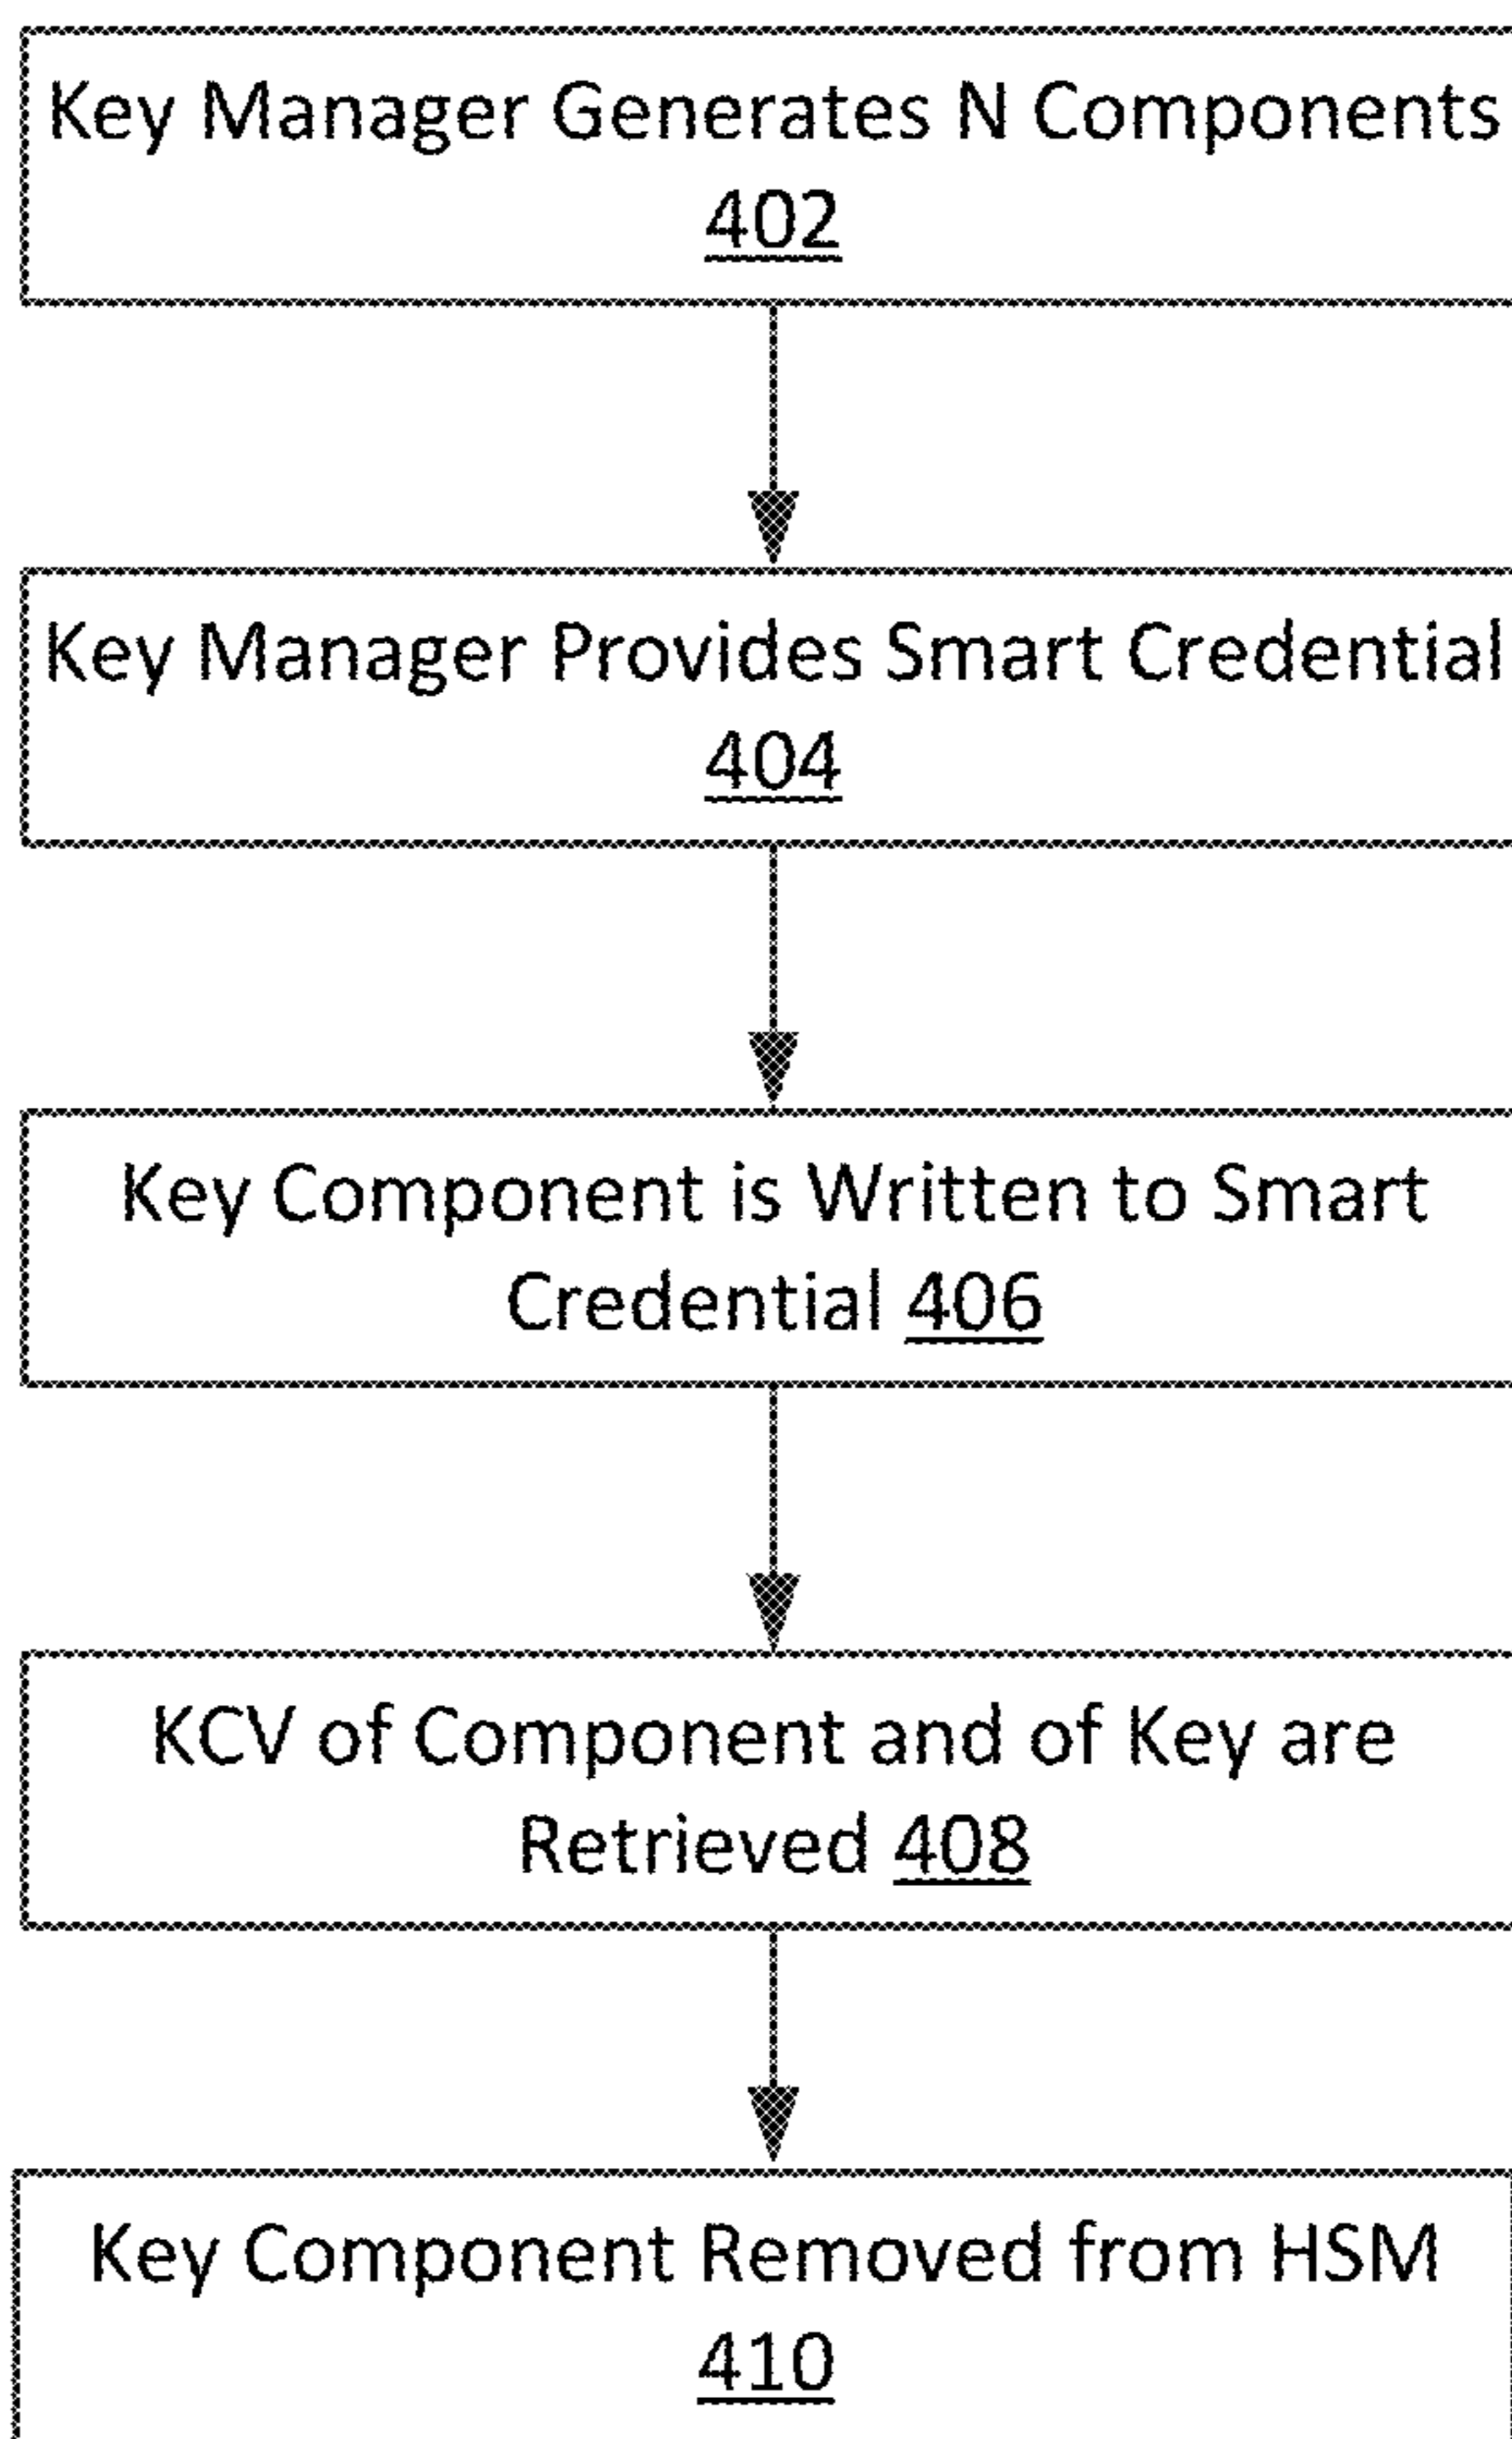 Key Manager Generates N Components
402
Key Manager Provides Smart Credential
404
Key Component is Written to Smart
Credential 406
KCV of Component and of Key are
Retrieved 408
Key Component Removed from HSM
410